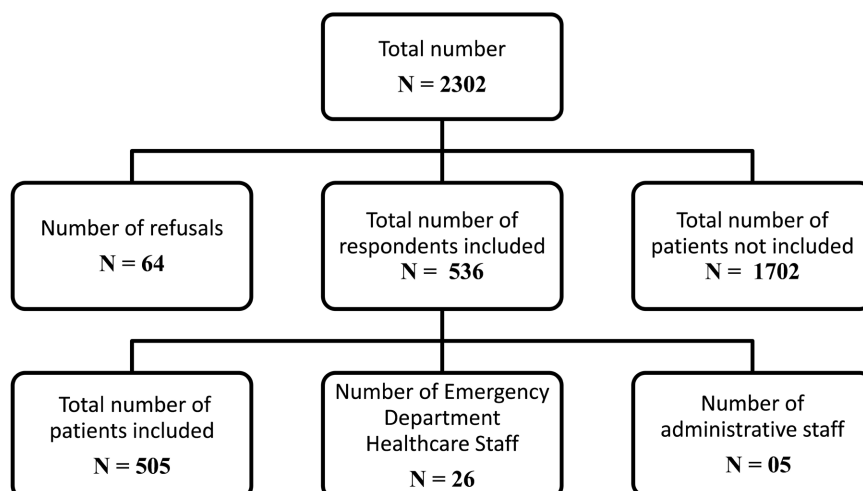 Total number
N = 2302
Number of refusals
N = 64
Total number of
respondents included
N = 536
Total number of
patients not included
N = 1702
Total number of
patients included
N = 505
Number of Emergency
Department
Healthcare Staff
N = 26
Number of
administrative staff
N = 05